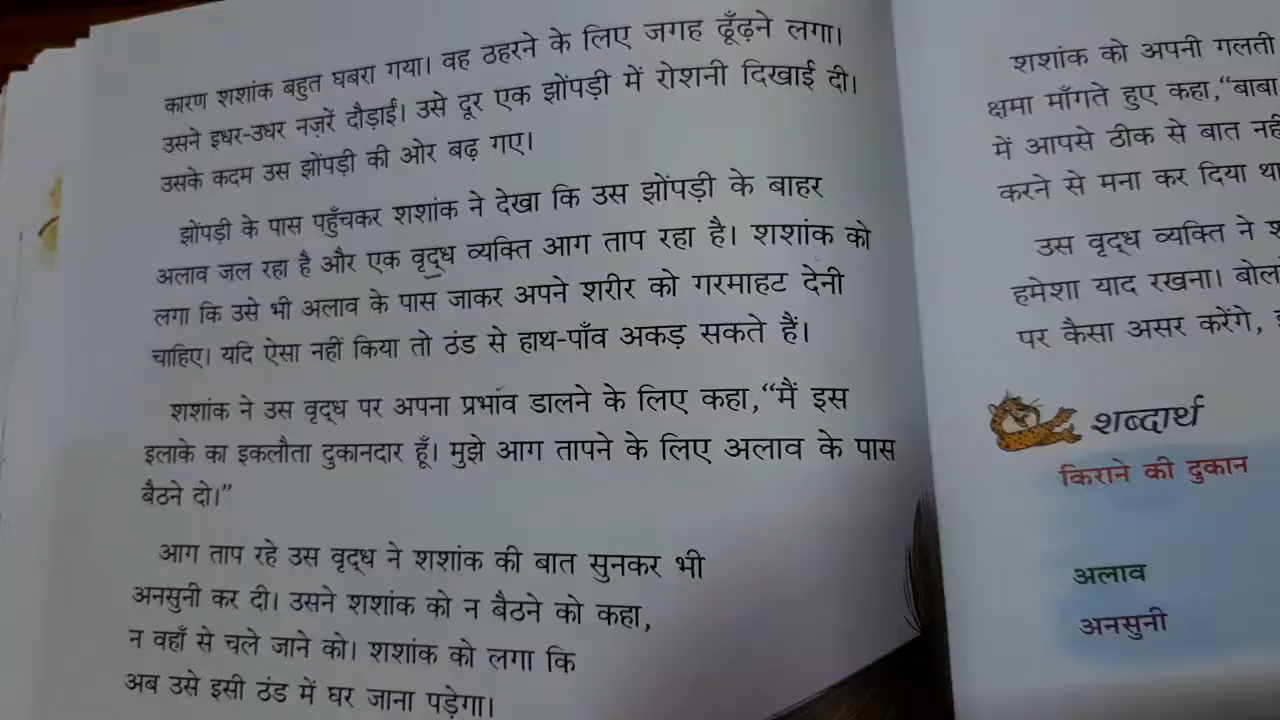 कारण शशांक बहुत घबरा गया। वह ठहरने के लिए जगह ढूँढ़ने लगा।
उसने इधर-उधर नज़रें दौड़ाईं। उसे दूर एक झोंपड़ी में रोशनी दिखाई दी।
उसके कदम उस झोंपड़ी की ओर बढ़ गए।
झोंपड़ी के पास पहुँचकर शशांक ने देखा कि उस झोंपड़ी के बाहर
अलाव जल रहा है और एक वृद्ध व्यक्ति आग ताप रहा है। शशांक को
लगा कि उसे भी अलाव के पास जाकर अपने शरीर को गरमाहट देनी
चाहिए। यदि ऐसा नहीं किया तो ठंड से हाथ-पाँव अकड़ सकते हैं।
शशांक ने उस वृद्ध पर अपना प्रभाव डालने के लिए कहा, “मैं इस
इलाके का इकलौता दुकानदार हूँ। मुझे आग तापने के लिए अलाव के पास
बैठने दो।”
आग ताप रहे उस वृद्ध ने शशांक की बात सुनकर भी
अनसुनी कर दी। उसने शशांक को न बैठने को कहा,
न वहाँ से चले जाने को। शशांक को लगा कि
अब उसे इसी ठंड में घर जाना पड़ेगा।
शशांक को अपनी गलती
क्षमा माँगते हुए कहा, “बाबा
में आपसे ठीक से बात
करने से मना कर दिया था
उस वृद्ध व्यक्ति ने
हमेशा याद रखना।
पर कैसा असर करेंगे,
शब्दार्थ
किराने की दुकान
अलाव
अनसुनी